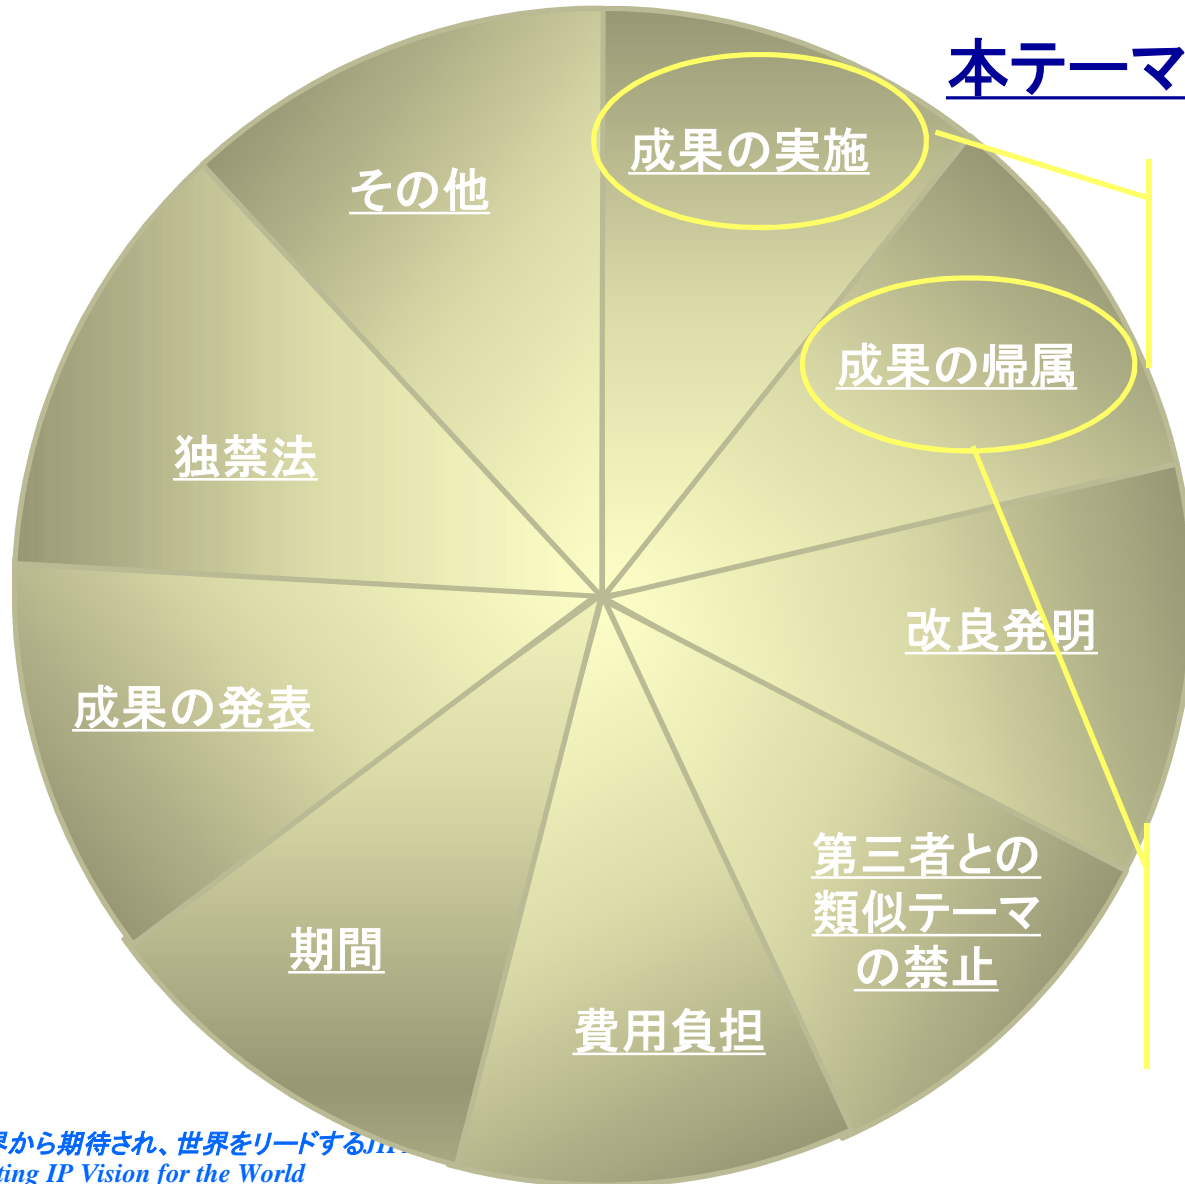 本テーマ
成果の実施
その他
成果の帰属
独禁法
改良発明
成果の発表
第三者との
類似テーマ
の禁止
期間
費用負担
から期待され、世界をリードする
IP Vision for the World